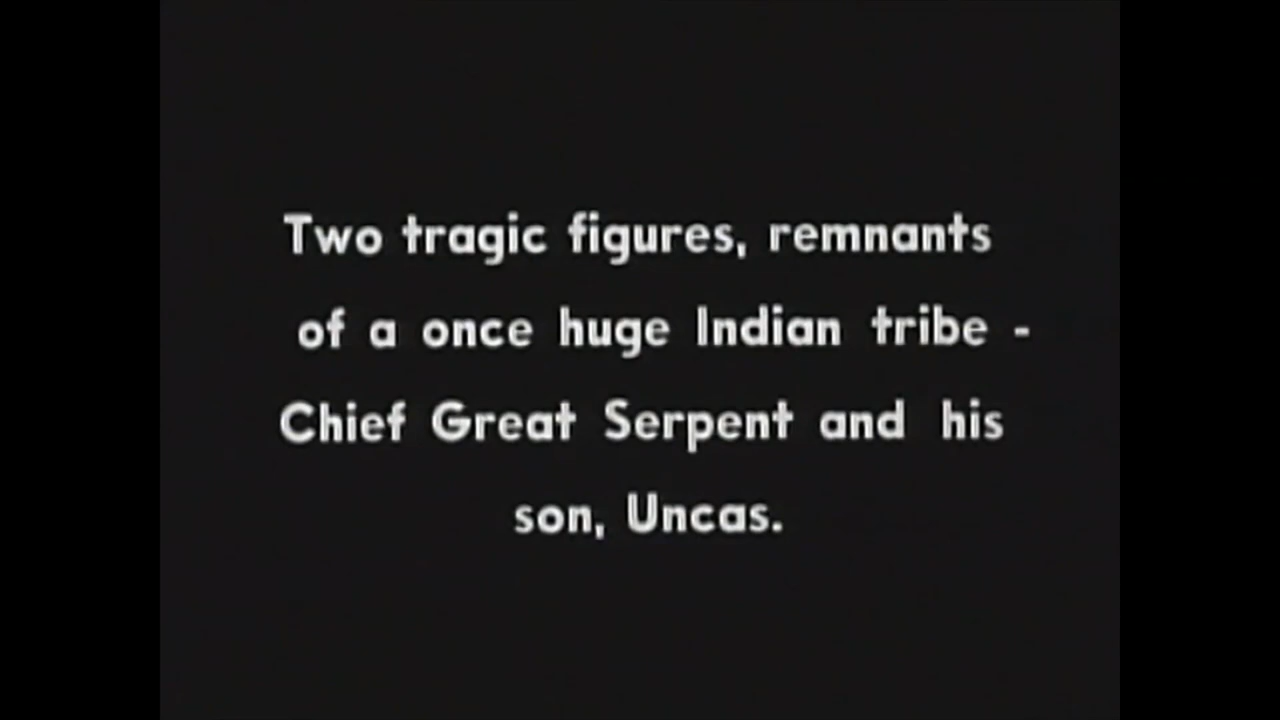 Two tragic figures, remnants
of a once huge Indian tribe -
Chief Great Serpent and his
son, Uncas.